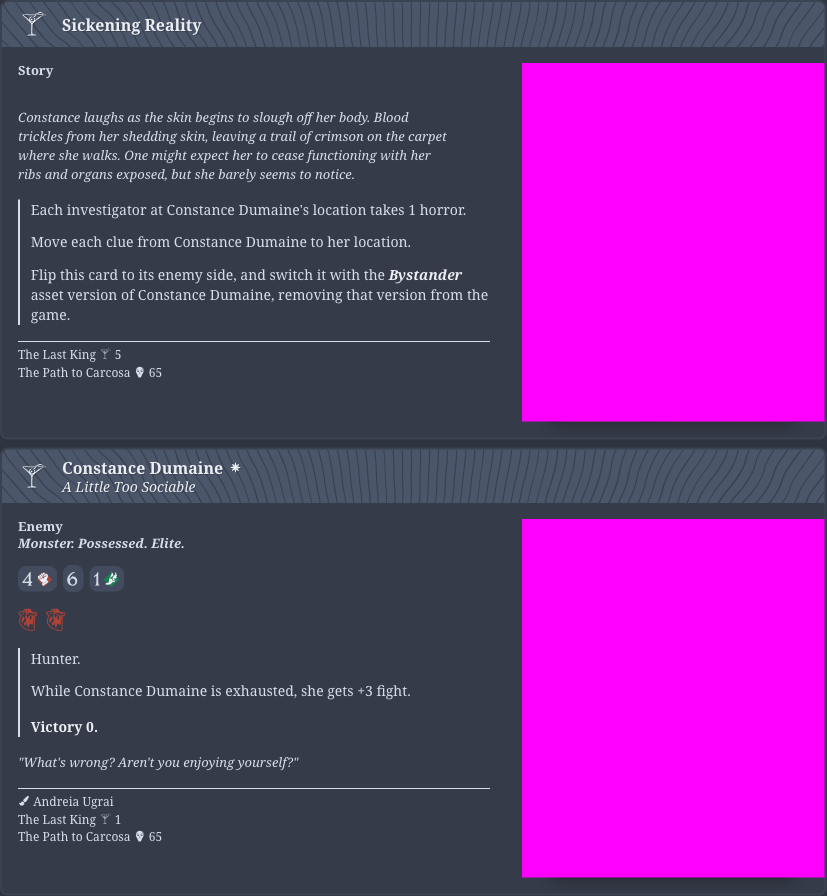 Sickening Reality
Story
Constance laughs as the skin begins to slough off her body. Blood
trickles from her shedding skin, leaving a trail of crimson on the carpet
where she walks. One might expect her to cease functioning with her
ribs and organs exposed, but she barely seems to notice.
Each investigator at Constance Dumaine's location takes 1 horror.
Move each clue from Constance Dumaine to her location.
Flip this card to its enemy side, and switch it with the Bystander
asset version of Constance Dumaine, removing that version from the
game.
The Last King 5
The Path to Carcosa 65
Constance Dumaine
A Little Too Sociable
Enemy
Monster. Possessed. Elite.
4 6 1
Hunter.
While Constance Dumaine is exhausted, she gets +3 fight.
Victory 0.
"What's wrong? Aren't you enjoying yourself?"
Andreia Ugrai
The Last King 1
The Path to Carcosa 65